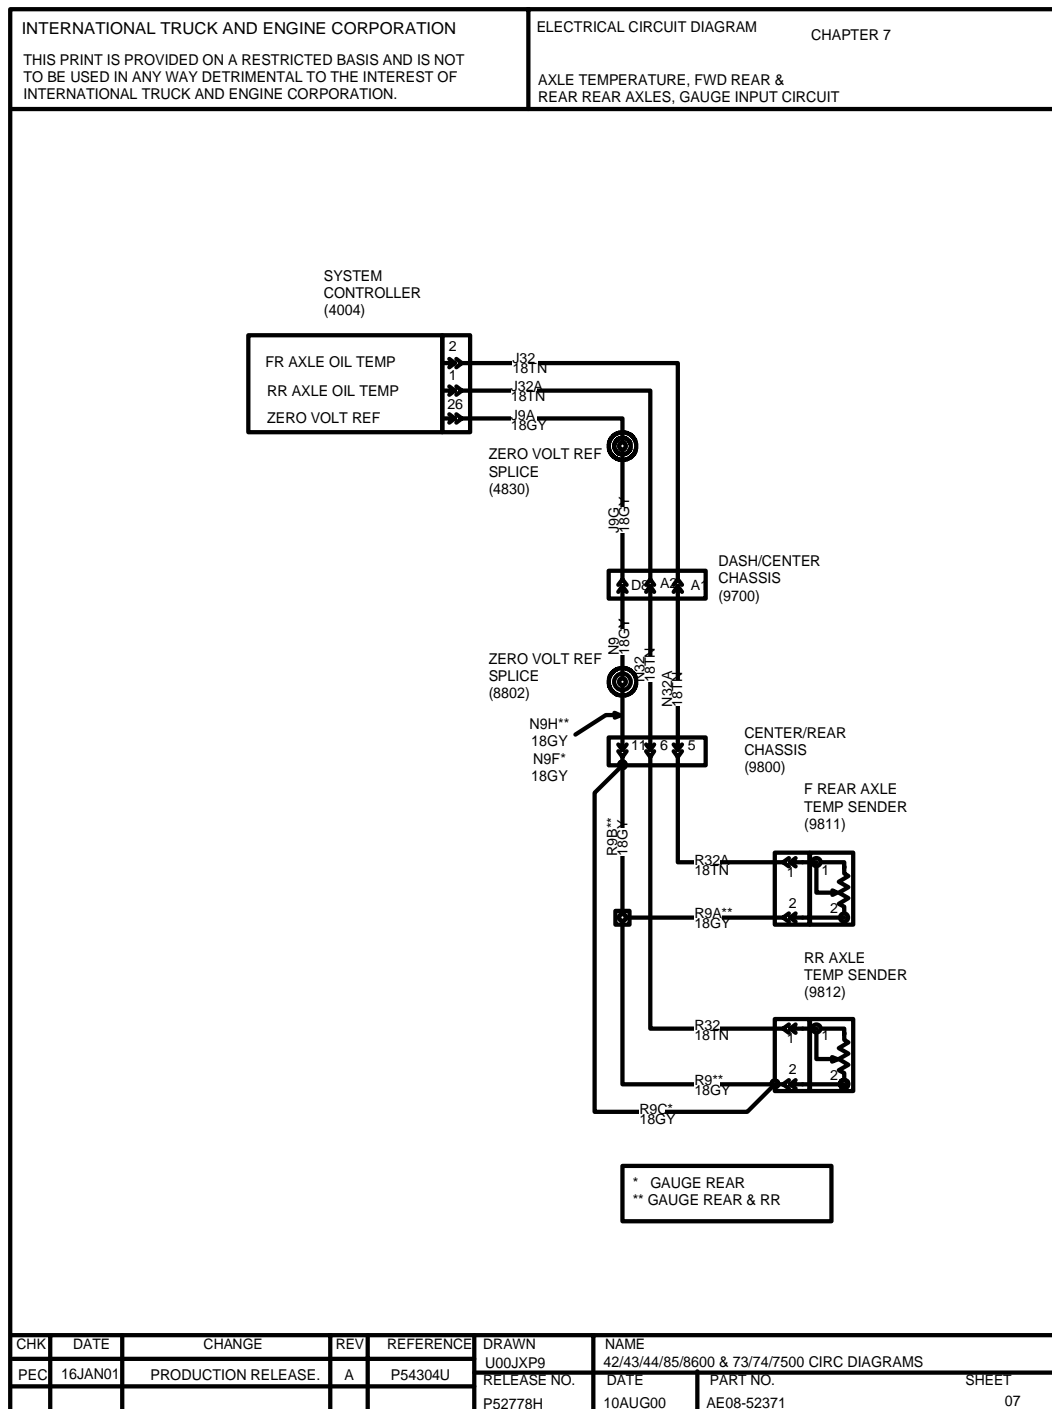 INTERNATIONAL TRUCK AND ENGINE CORPORATION
THIS PRINT IS PROVIDED ON A RESTRICTED BASIS AND IS NOT
TO BE USED IN ANY WAY DETRIMENTAL TO THE INTEREST OF
INTERNATIONAL TRUCK AND ENGINE CORPORATION.
ELECTRICAL CIRCUIT DIAGRAM
CHAPTER 7
AXLE TEMPERATURE, FWD REAR &
REAR REAR AXLES, GAUGE INPUT CIRCUIT
SYSTEM
CONTROLLER
(4004)
FR AXLE OIL TEMP
2
J32
18TN
RR AXLE OIL TEMP
1
J32A
18TN
ZERO VOLT REF
26
J9A
18GY
ZERO VOLT REF
SPLICE
(4830)
J9G
18GY
D8
A2
A1
DASH/CENTER
CHASSIS
(9700)
N9
18GY
N32
18TN
N32A
18TN
ZERO VOLT REF
SPLICE
(8802)
N9H**
18GY
N9F*
18GY
11
6
5
CENTER/REAR
CHASSIS
(9800)
F REAR AXLE
TEMP SENDER
(9811)
R9B**
18GY
R32A
18TN
1
1
R9A**
18GY
2
2
RR AXLE
TEMP SENDER
(9812)
R32
18TN
1
1
R9**
18GY
2
2
R9C*
18GY
* GAUGE REAR
** GAUGE REAR & RR
CHK DATE CHANGE REV REFERENCE
PEC 16JAN01 PRODUCTION RELEASE. A P54304U
DRAWN
U00JXP9
NAME
42/43/44/85/8600 & 73/74/7500 CIRC DIAGRAMS
RELEASE NO.
P52778H
DATE
10AUG00
PART NO.
AE08-52371
SHEET
07